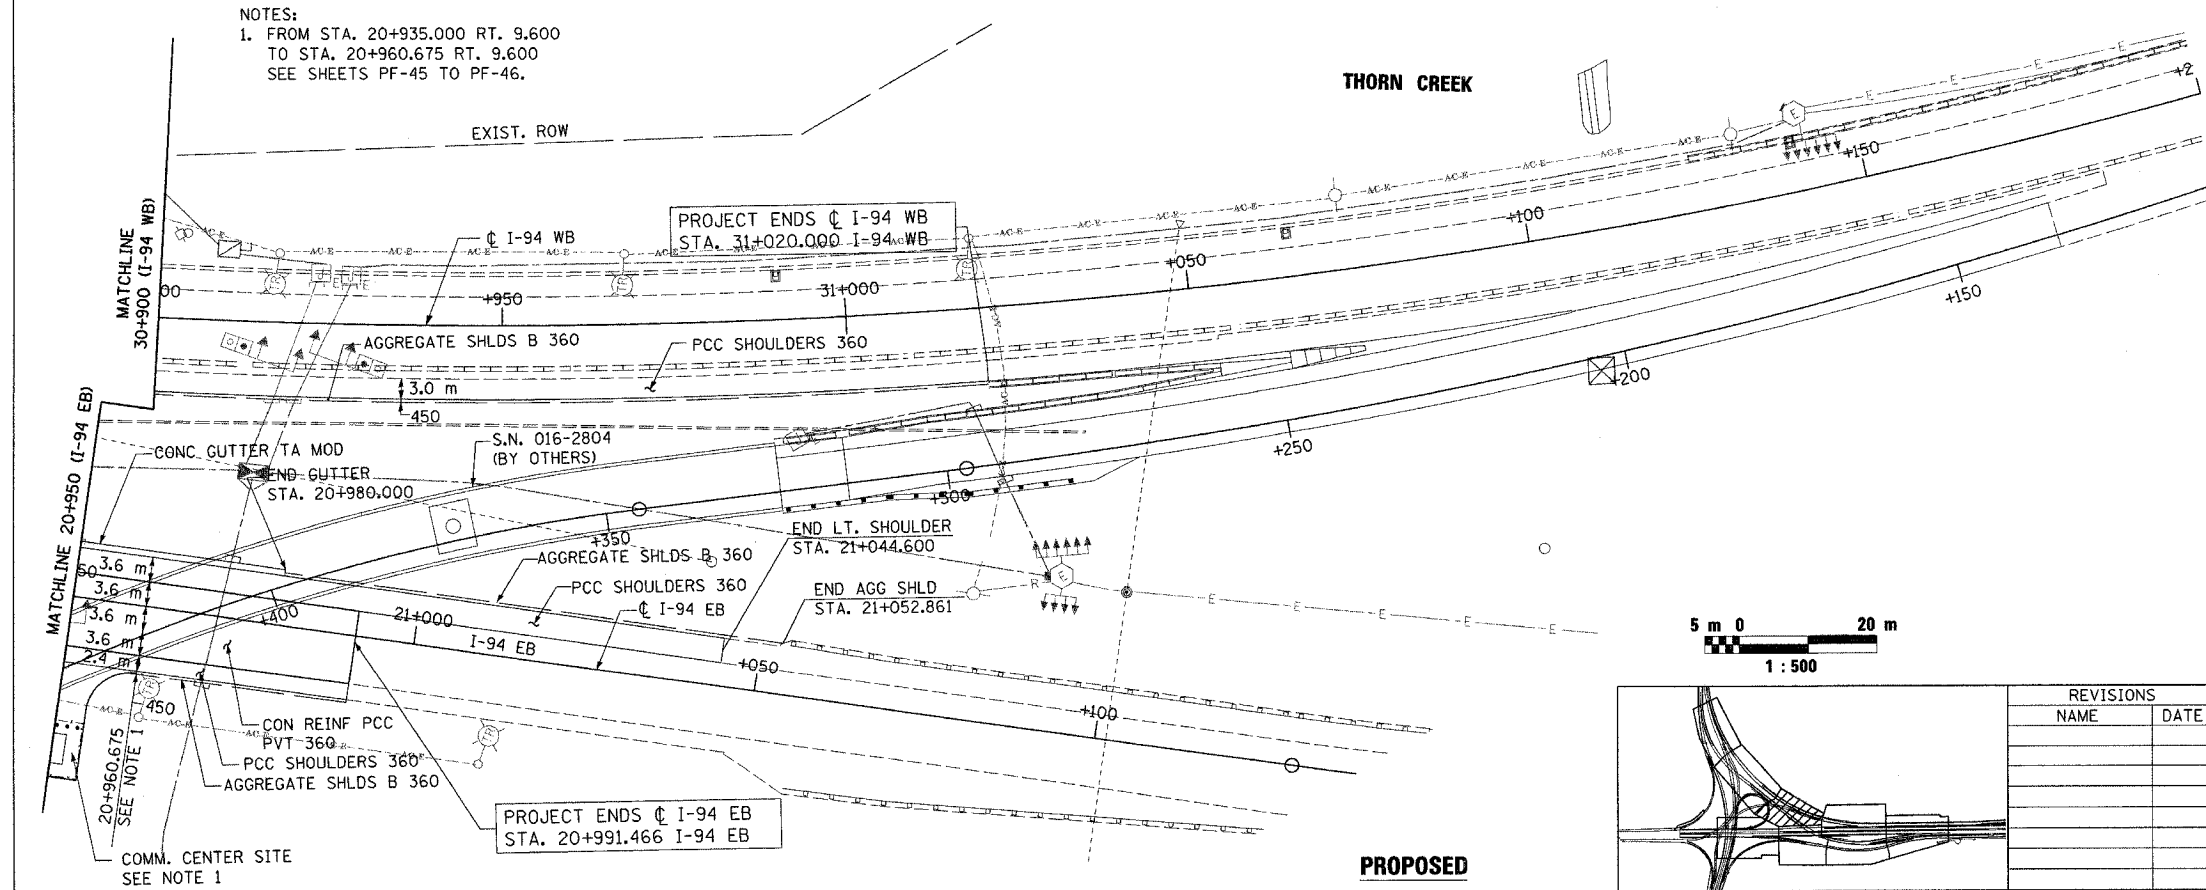 NOTES:
1. FROM STA. 20+935.000 RT. 9.600
TO STA. 20+960.675 RT. 9.600
SEE SHEETS PF-45 TO PF-46.
THORN CREEK
EXIST. ROW
MATCHLINE
30+900 (I-94 WB)
℄ I-94 WB
PROJECT ENDS ℄ I-94 WB
STA. 31+020.000 I-94 WB
00
+950
31+000
+050
+100
+150
+2
AGGREGATE SHLDS B 360
PCC SHOULDERS 360
3.0 m
450
+150
+200
+250
+300
+350
+400
MATCHLINE 20+950 (I-94 EB)
CONC GUTTER TA MOD
END GUTTER
STA. 20+980.000
S.N. 016-2804
(BY OTHERS)
END LT. SHOULDER
STA. 21+044.600
AGGREGATE SHLDS B 360
PCC SHOULDERS 360
℄ I-94 EB
END AGG SHLD
STA. 21+052.861
50
3.6 m
3.6 m
3.6 m
3.6 m
2.4 m
21+000
I-94 EB
+050
+100
450
20+960.675
SEE NOTE 1
CON REINF PCC
PVT 360
PCC SHOULDERS 360
AGGREGATE SHLDS B 360
PROJECT ENDS ℄ I-94 EB
STA. 20+991.466 I-94 EB
COMM. CENTER SITE
SEE NOTE 1
R
E
5 m 0 20 m
1 : 500
PROPOSED
REVISIONS
NAME DATE